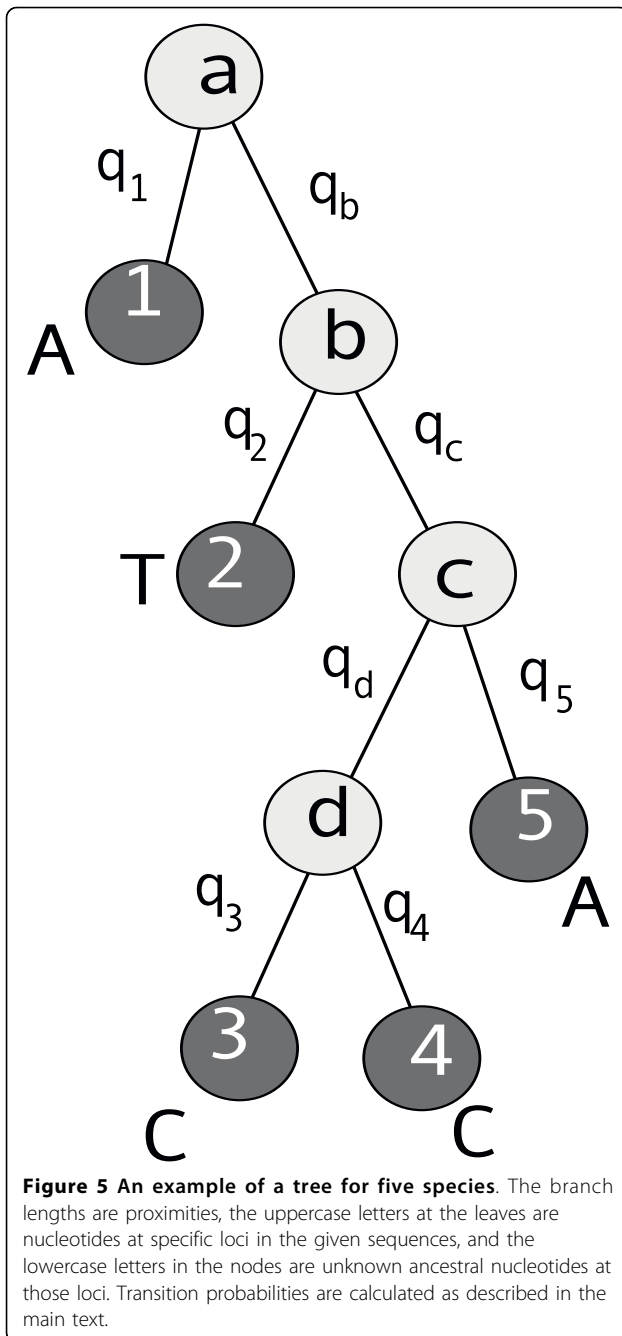 a
q1
qb
1
A
b
q2
qc
T
2
c
qd
q5
d
5
A
q3
q4
3
4
C
C
Figure 5 An example of a tree for five species. The branch
lengths are proximities, the uppercase letters at the leaves are
nucleotides at specific loci in the given sequences, and the
lowercase letters in the nodes are unknown ancestral nucleotides at
those loci. Transition probabilities are calculated as described in the
main text.